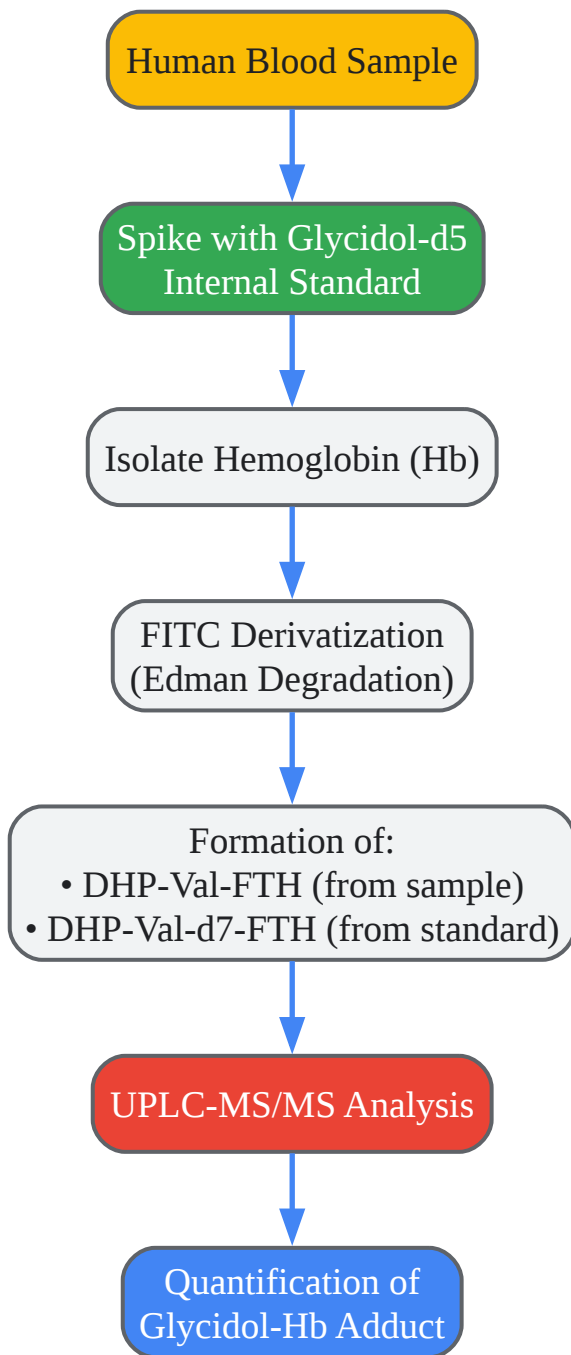 Human Blood Sample
Spike with Glycidol-d5
Internal Standard
Isolate Hemoglobin (Hb)
FITC Derivatization
(Edman Degradation)
Formation of:
• DHP-Val-FTH (from sample)
• DHP-Val-d7-FTH (from standard)
UPLC-MS/MS Analysis
Quantification of
Glycidol-Hb Adduct